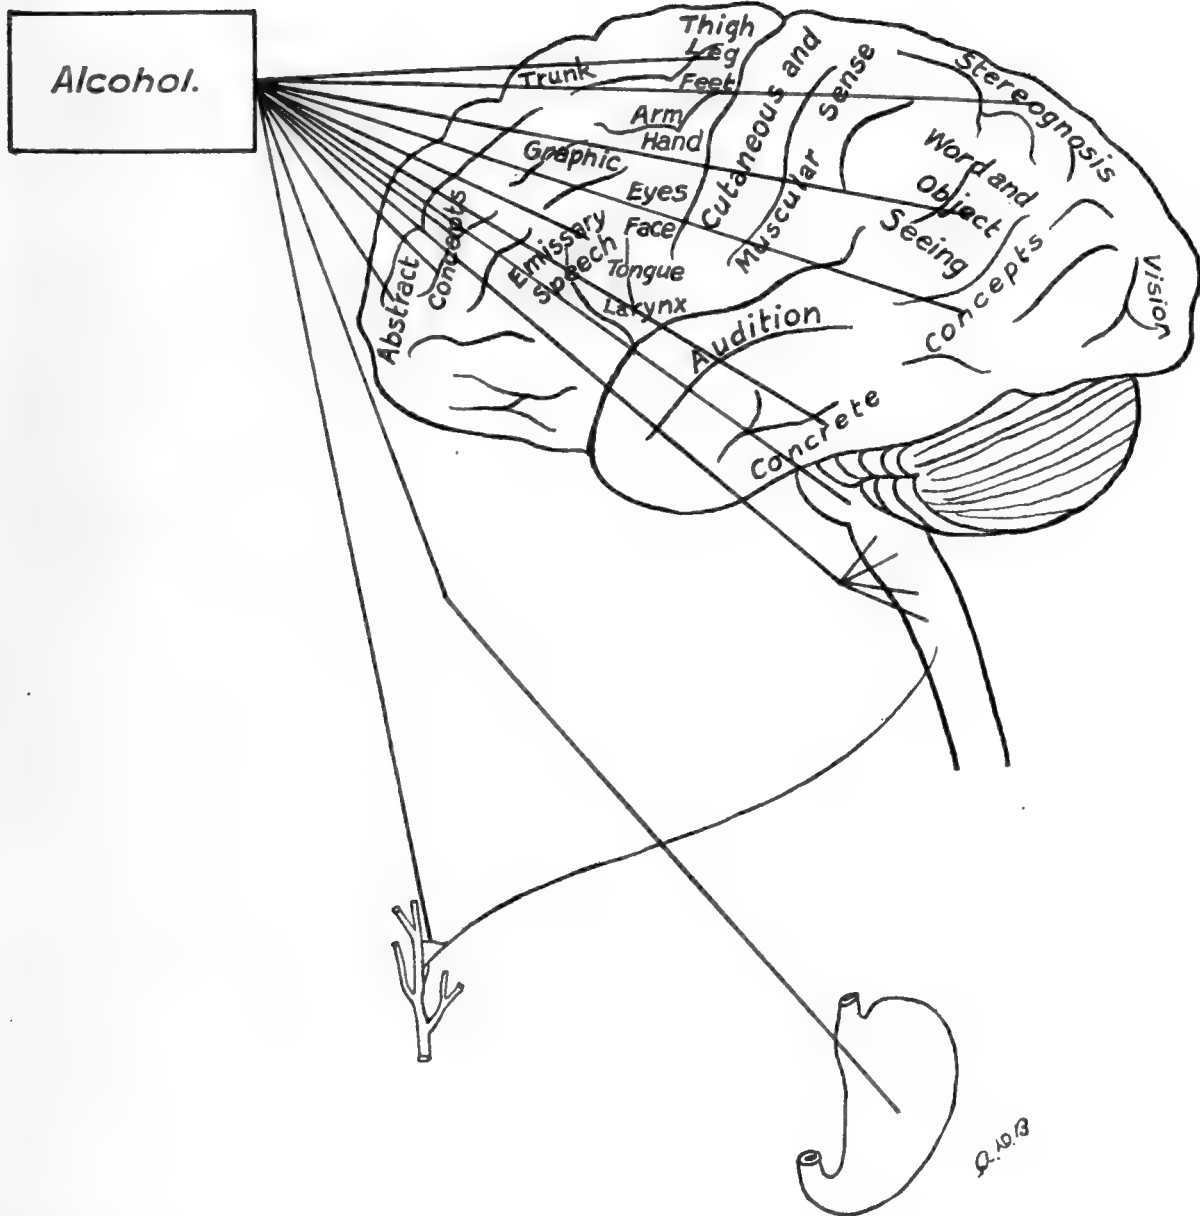 Alcohol.
Thigh
Leg
Trunk
Feet
Arm
Hand
Graphic
Eyes
Face
Emissary
Speech
Tongue
Larynx
Abstract
Concepts
Cutaneous and
Muscular Sense
Stereognosis
Word and
Object
Seeing
Concepts
Vision
Audition
Concrete